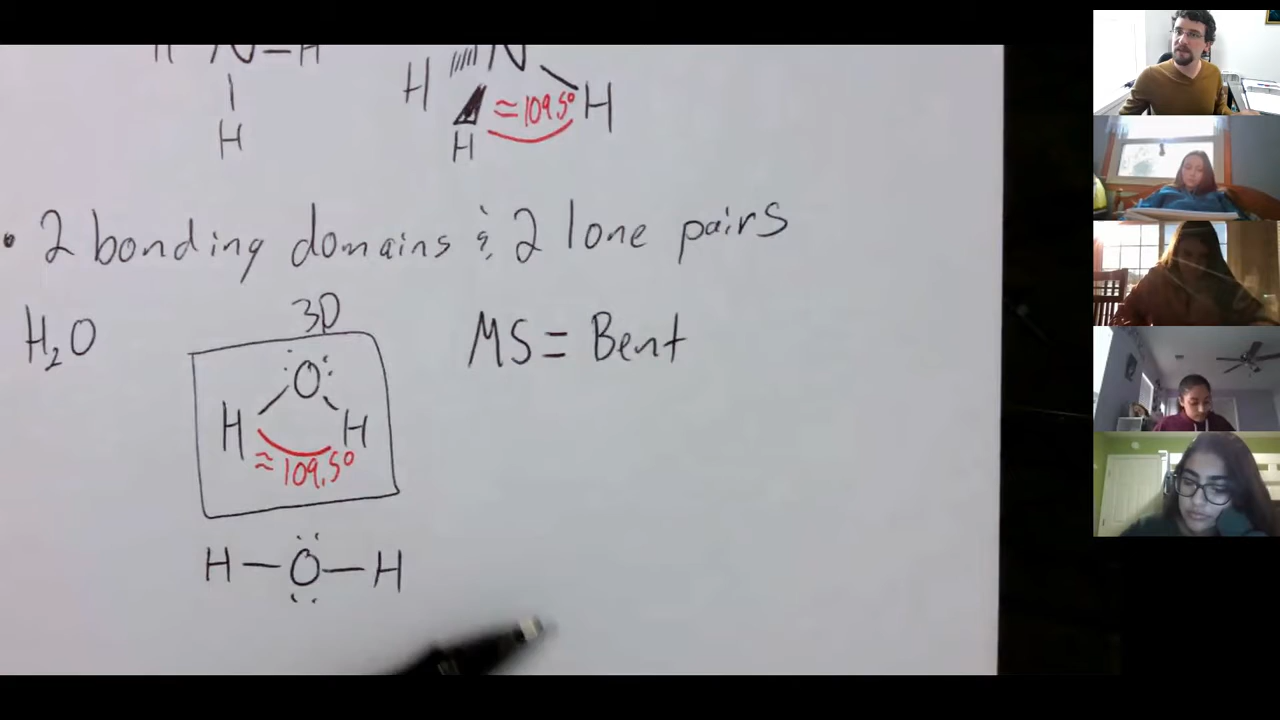 H N – H
H
H N H
≈ 109.5°
H
• 2 bonding domains & 2 lone pairs
H₂O
3D
MS = Bent
O
H H
≈ 109.5°
H – O – H